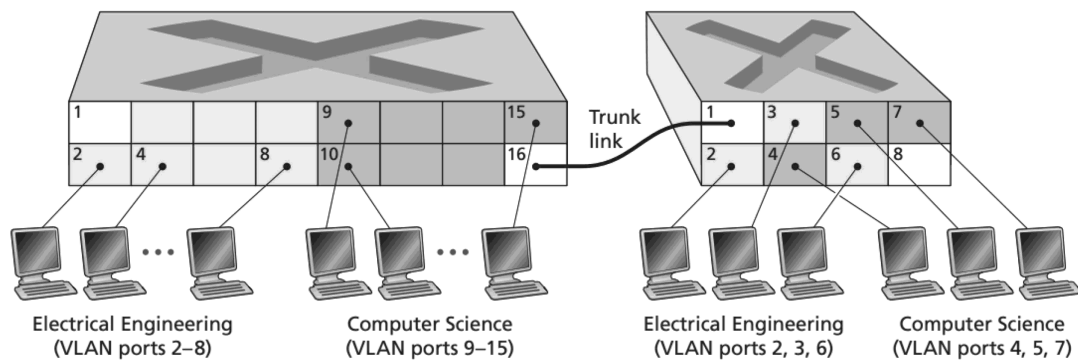 1
9
15
2
4
8
10
16
Trunk
link
1
3
5
7
2
4
6
8
Electrical Engineering
(VLAN ports 2–8)
Computer Science
(VLAN ports 9–15)
Electrical Engineering
(VLAN ports 2, 3, 6)
Computer Science
(VLAN ports 4, 5, 7)